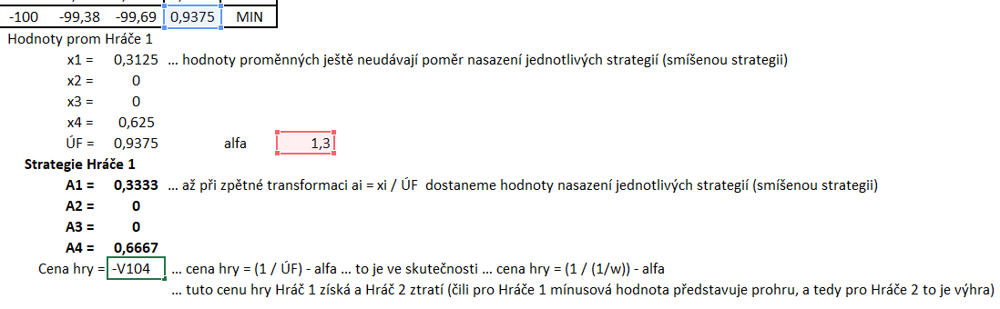 -100 -99,38 -99,69 0,9375 MIN
Hodnoty prom Hráče 1
x1 = 0,3125 ... hodnoty proměnných ještě neudávají poměr nasazení jednotlivých strategií (smíšenou strategii)
x2 = 0
x3 = 0
x4 = 0,625
ÚF = 0,9375 alfa 1,3
Strategie Hráče 1
A1 = 0,3333 ... až při zpětné transformaci ai = xi / ÚF dostaneme hodnoty nasazení jednotlivých strategií (smíšenou strategii)
A2 = 0
A3 = 0
A4 = 0,6667
Cena hry = -V104 ... cena hry = (1 / ÚF) - alfa ... to je ve skutečnosti ... cena hry = (1 / (1/w)) - alfa
... tuto cenu hry Hráč 1 získá a Hráč 2 ztratí (čili pro Hráče 1 mínusová hodnota představuje prohru, a tedy pro Hráče 2 to je výhra)